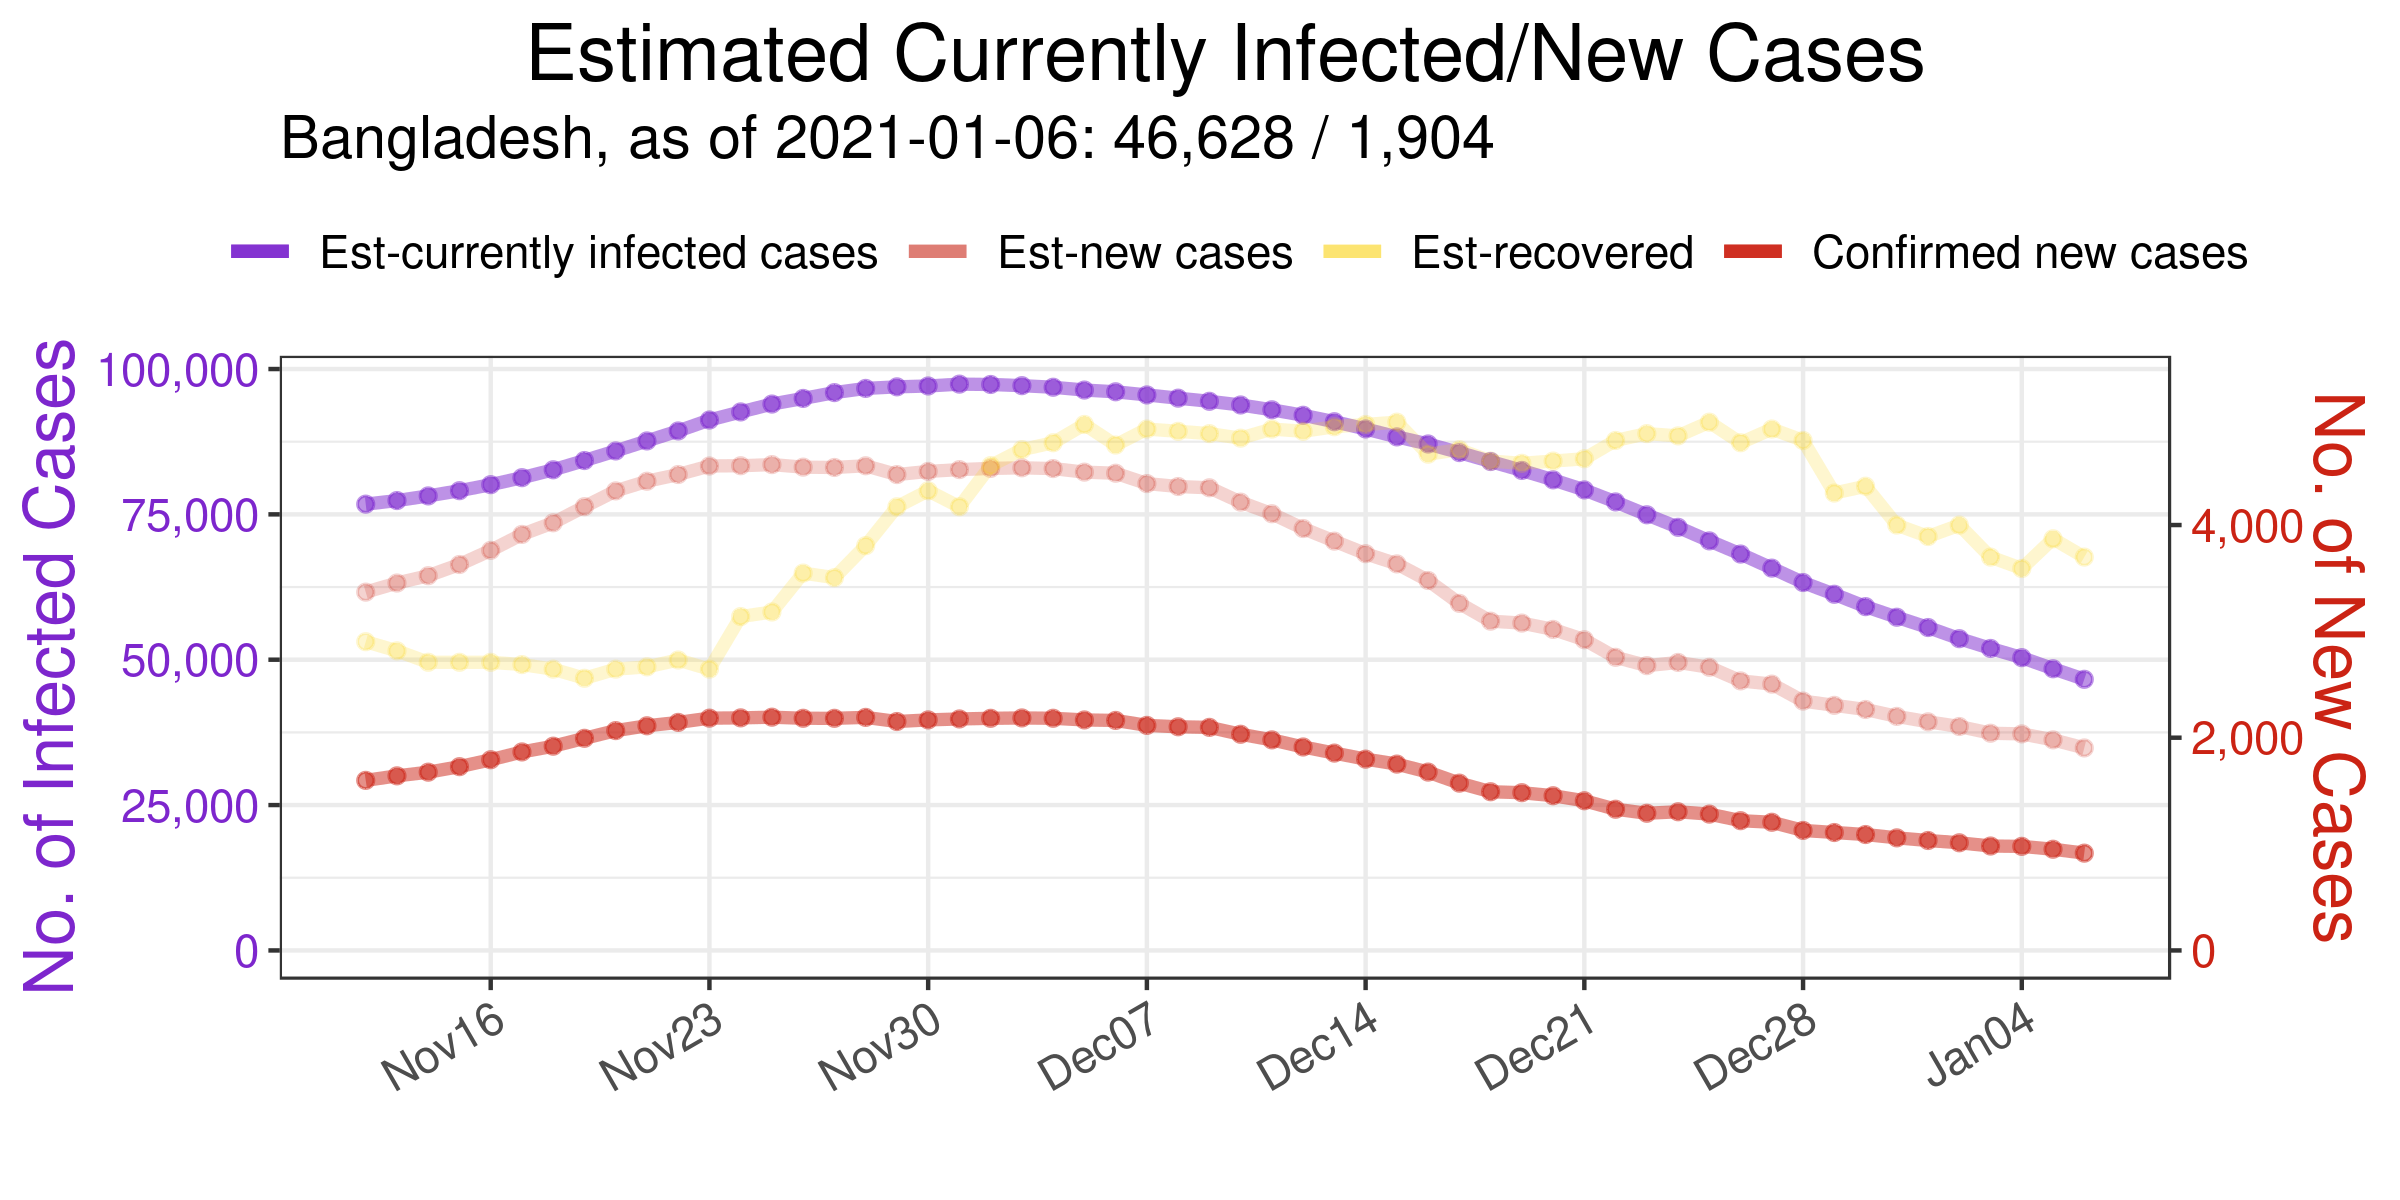 Estimated Currently Infected/New Cases
Bangladesh, as of 2021-01-06: 46,628 / 1,904
Est-currently infected cases Est-new cases Est-recovered Confirmed new cases
No. of Infected Cases
100,000
75,000
50,000
25,000
0
4,000
2,000
0
No. of New Cases
Nov16 Nov23 Nov30 Dec07 Dec14 Dec21 Dec28 Jan04